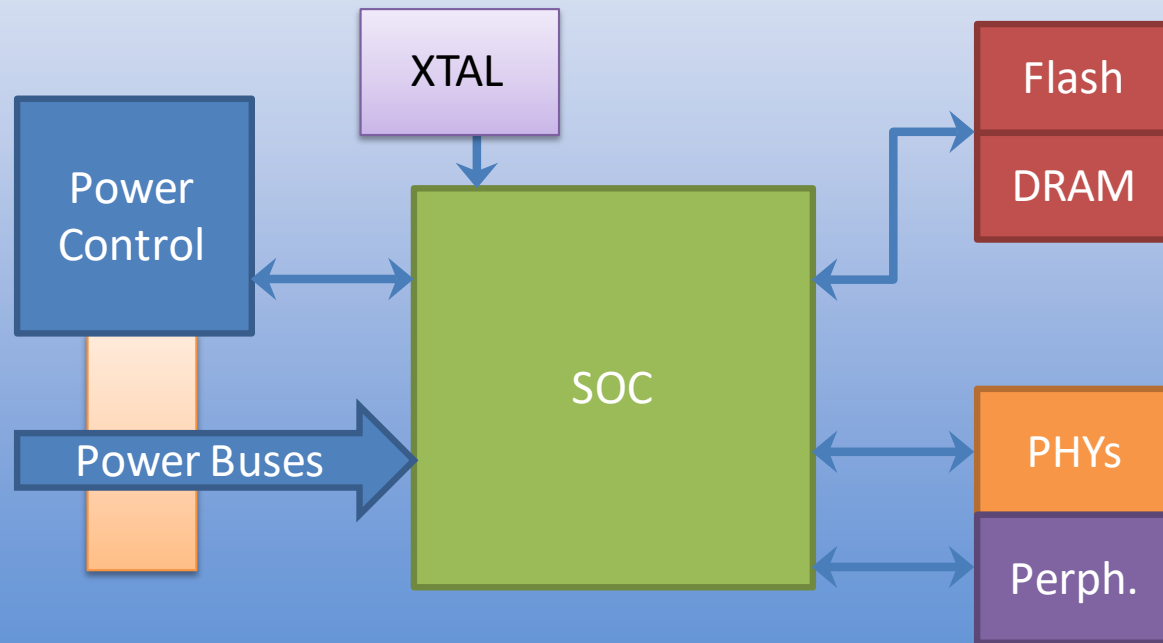 XTAL
Flash
DRAM
Power
Control
SOC
Power Buses
PHYs
Perph.